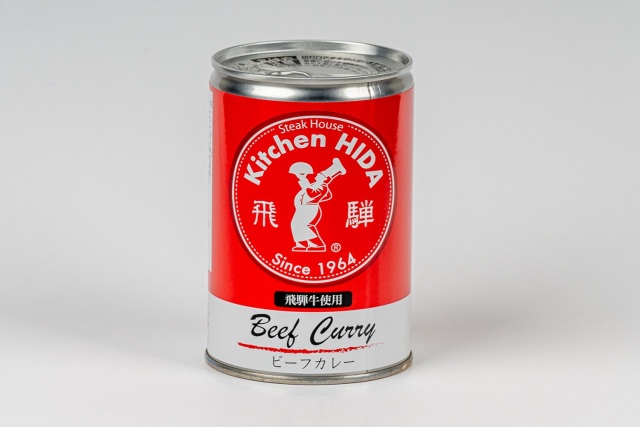 Steak House
Kitchen HIDA
飛騨
®
Since 1964
飛騨牛使用
Beef Curry
ビーフカレー